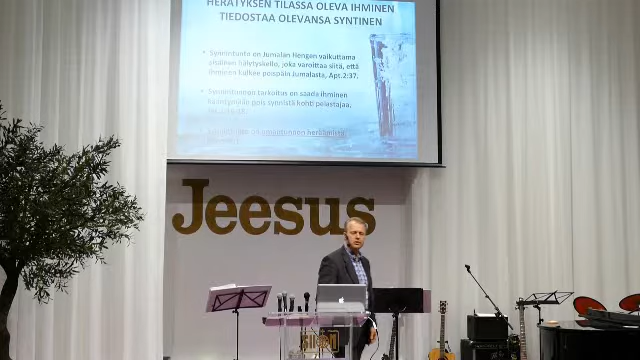 HERÄTYKSEN TILASSA OLEVA IHMINEN
TIEDOSTAA OLEVANSA SYNTINEN
• Synnintunto on Jumalan Hengen vaikuttama
sisäinen hälytyskello, joka varoittaa siitä, että
ihminen kulkee poispäin Jumalasta, Apt.2:37.
• Synnintunnon tarkoitus on saada ihminen
kääntymään pois synnistä kohti pelastajaa,
Jeesus